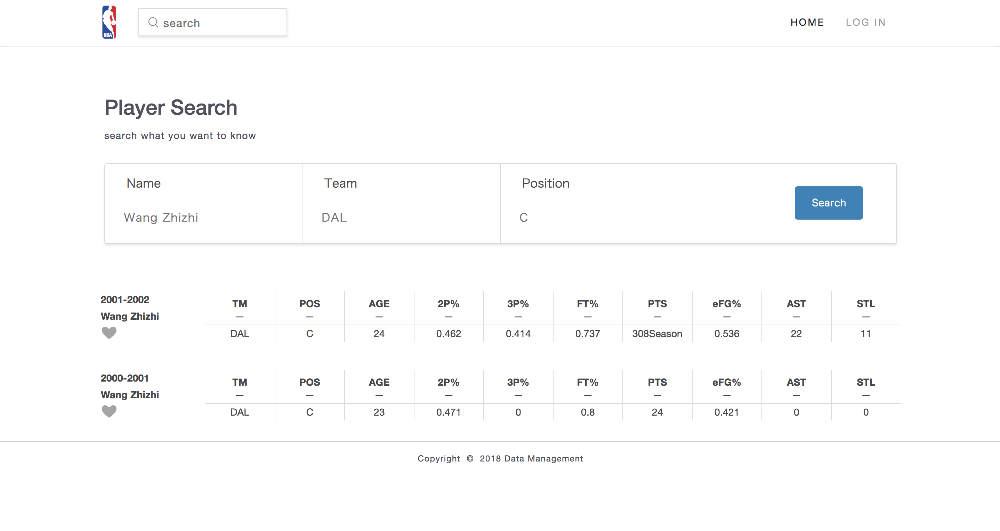 NBA
search
HOME LOG IN
Player Search
search what you want to know
Name Team Position
Search
Wang Zhizhi DAL C
2001-2002
Wang Zhizhi
TM POS AGE 2P% 3P% FT% PTS eFG% AST STL
— — — — — — — — — —
DAL C 24 0.462 0.414 0.737 308Season 0.536 22 11
2000-2001
Wang Zhizhi
TM POS AGE 2P% 3P% FT% PTS eFG% AST STL
— — — — — — — — — —
DAL C 23 0.471 0 0.8 24 0.421 0 0
Copyright © 2018 Data Management